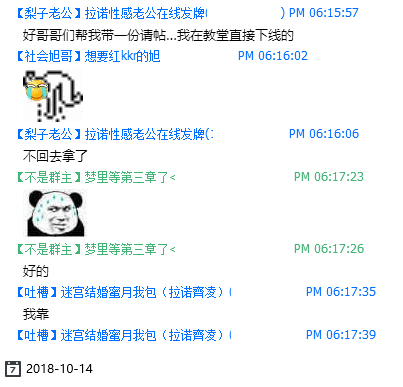 【梨子老公】拉诺性感老公在线发牌( ) PM 06:15:57
好哥哥们帮我带一份请帖...我在教堂直接下线的
【社会旭哥】想要红kkr的旭 PM 06:16:02
【梨子老公】拉诺性感老公在线发牌(: PM 06:16:06
不回去拿了
【不是群主】梦里等第三章了< PM 06:17:23
【不是群主】梦里等第三章了< PM 06:17:26
好的
【吐槽】迷宫结婚蜜月我包（拉诺齊凌）( PM 06:17:35
我靠
【吐槽】迷宫结婚蜜月我包（拉诺齊凌）( PM 06:17:39
7 2018-10-14